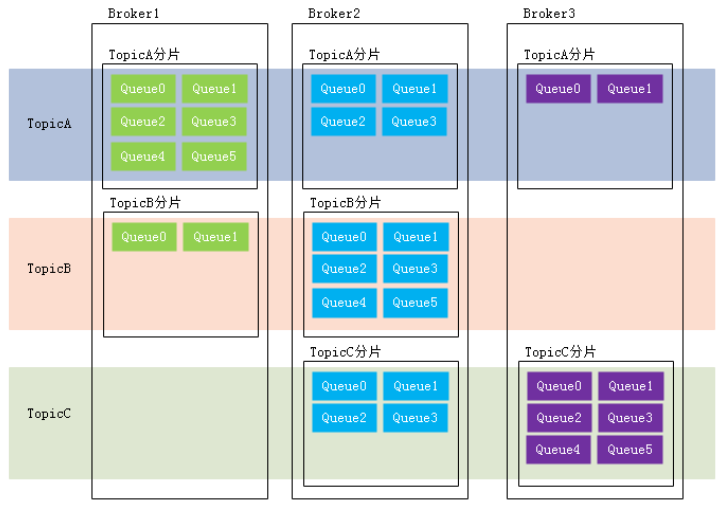 Broker1 Broker2 Broker3
TopicA分片 TopicA分片 TopicA分片
Queue0 Queue1 Queue0 Queue1 Queue0 Queue1
TopicA
Queue2 Queue3 Queue2 Queue3
Queue4 Queue5
TopicB分片 TopicB分片
Queue0 Queue1 Queue0 Queue1
TopicB
Queue2 Queue3
Queue4 Queue5
TopicC分片 TopicC分片
Queue0 Queue1 Queue0 Queue1
TopicC
Queue2 Queue3 Queue2 Queue3
Queue4 Queue5